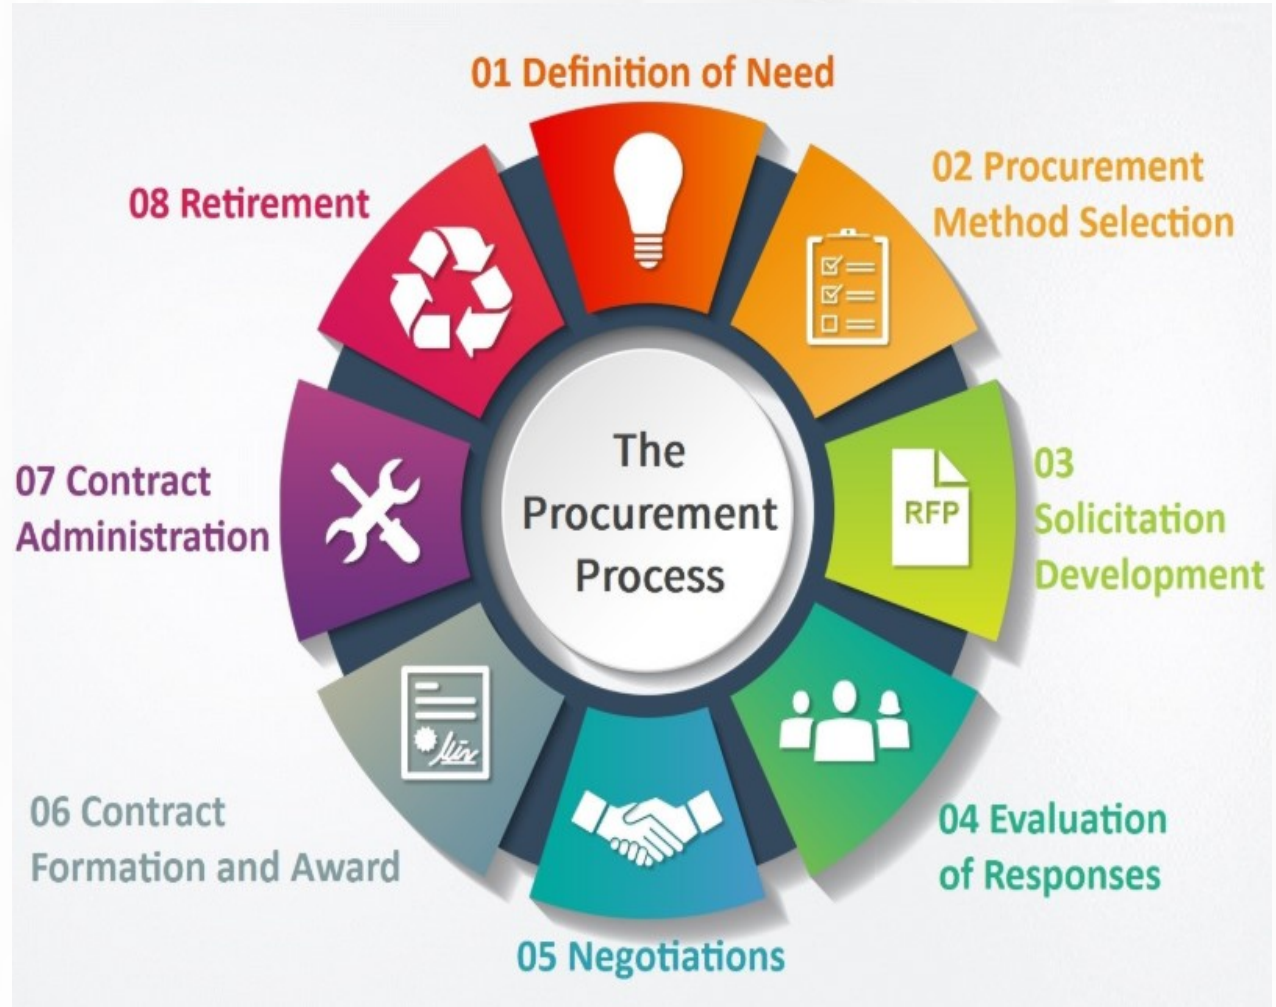 01 Definition of Need
02 Procurement
Method Selection
03
Solicitation
Development
RFP
04 Evaluation
of Responses
05 Negotiations
06 Contract
Formation and Award
07 Contract
Administration
08 Retirement
The
Procurement
Process